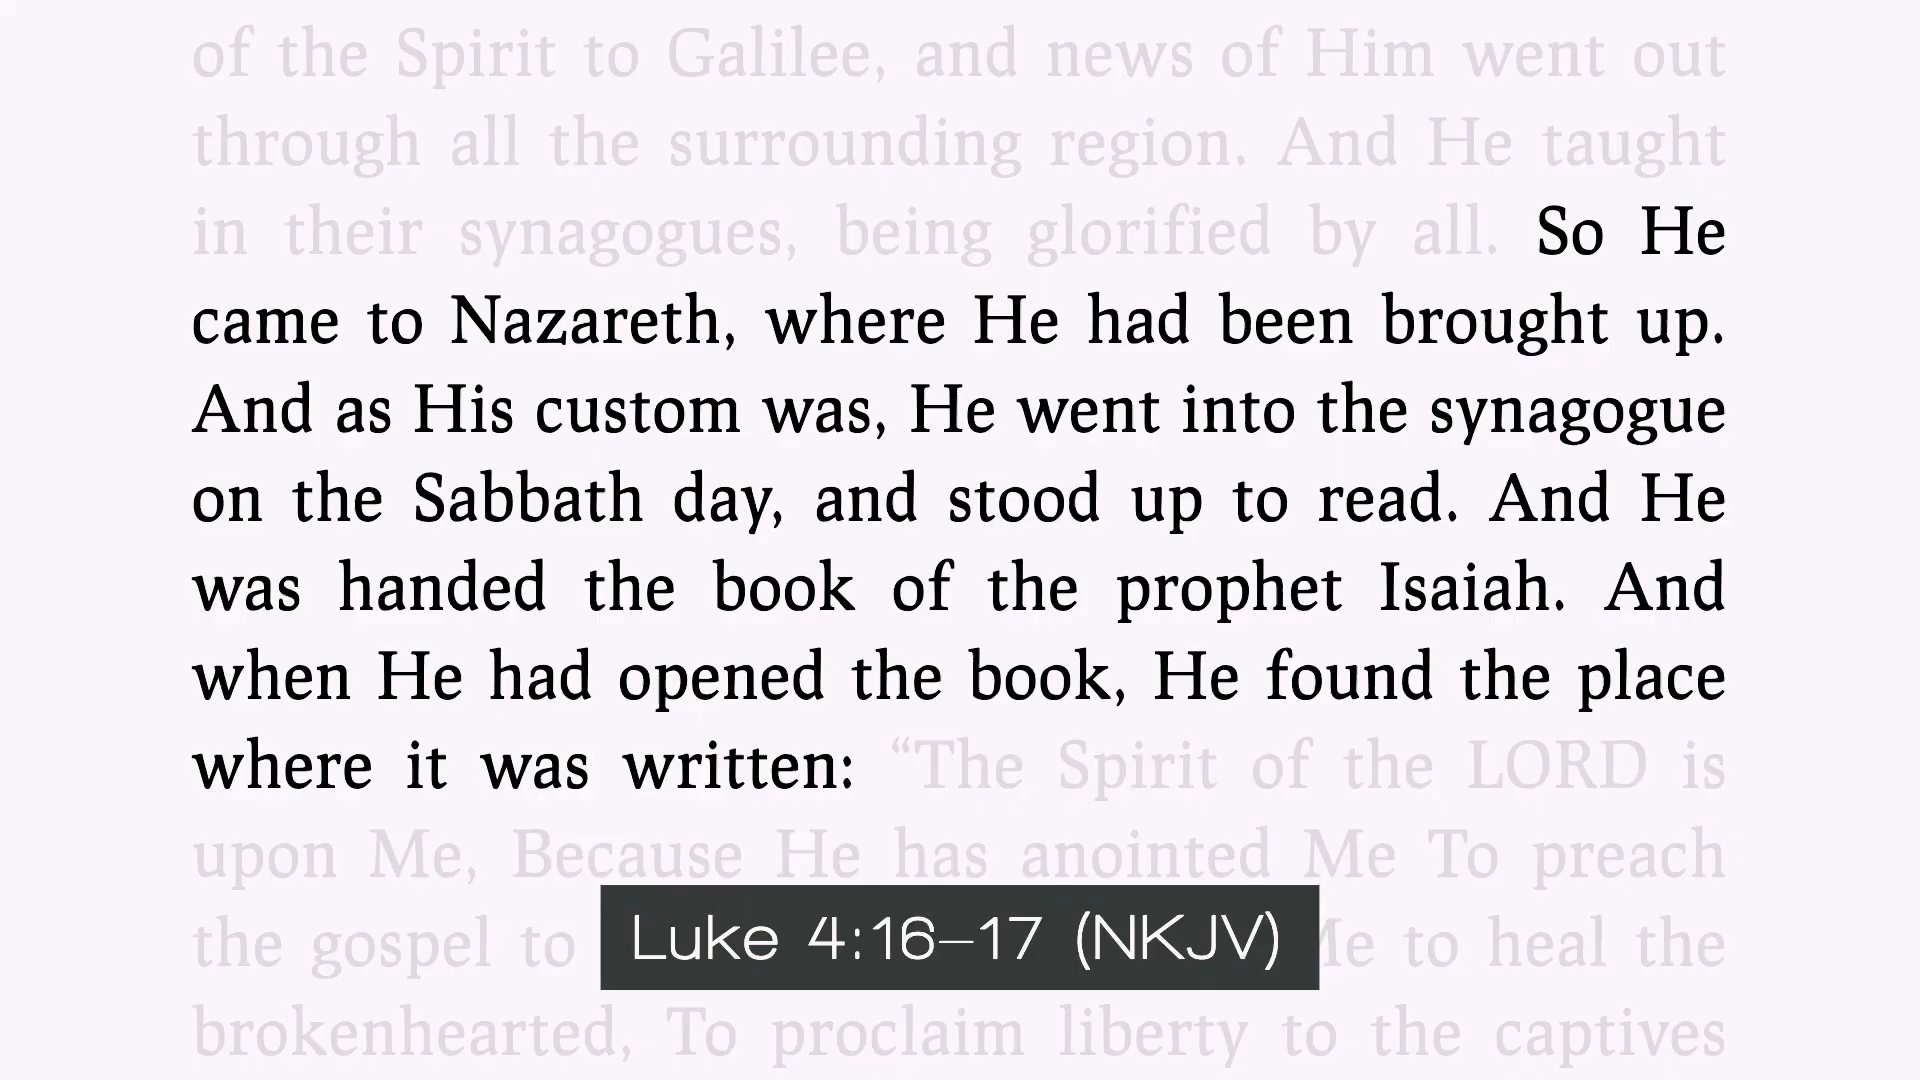 of the Spirit to Galilee, and news of Him went out
through all the surrounding region. And He taught
in their synagogues, being glorified by all. So He
came to Nazareth, where He had been brought up.
And as His custom was, He went into the synagogue
on the Sabbath day, and stood up to read. And He
was handed the book of the prophet Isaiah. And
when He had opened the book, He found the place
where it was written: “The Spirit of the LORD is
upon Me, Because He has anointed Me To preach
the gospel to Me to heal the
brokenhearted, To proclaim liberty to the captives
Luke 4:16–17 (NKJV)